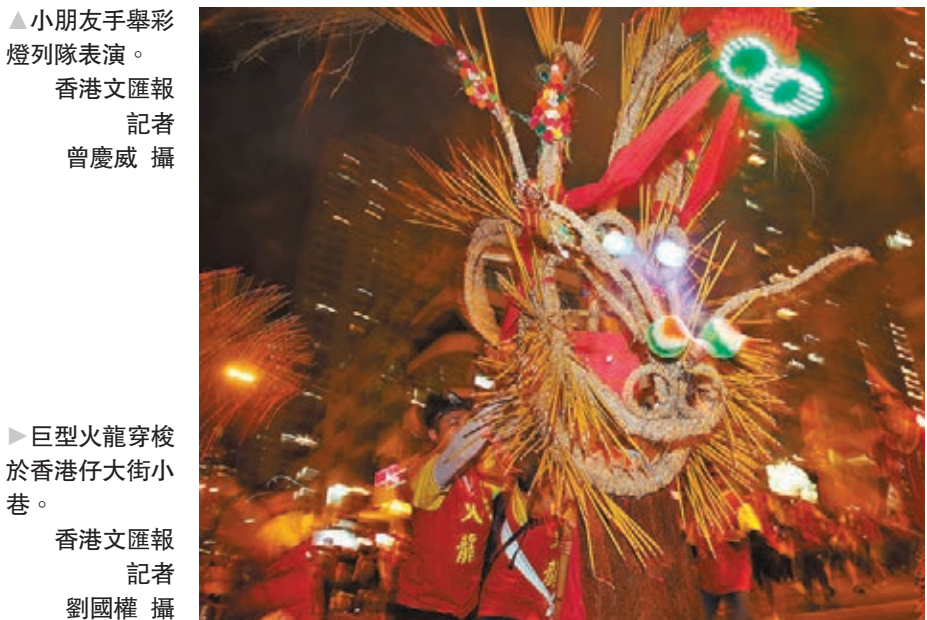 ▲小朋友手舉彩
燈列隊表演。
香港文匯報
記者
曾慶威 攝
▶巨型火龍穿梭
於香港仔大街小
巷。
香港文匯報
記者
劉國權 攝
火龍